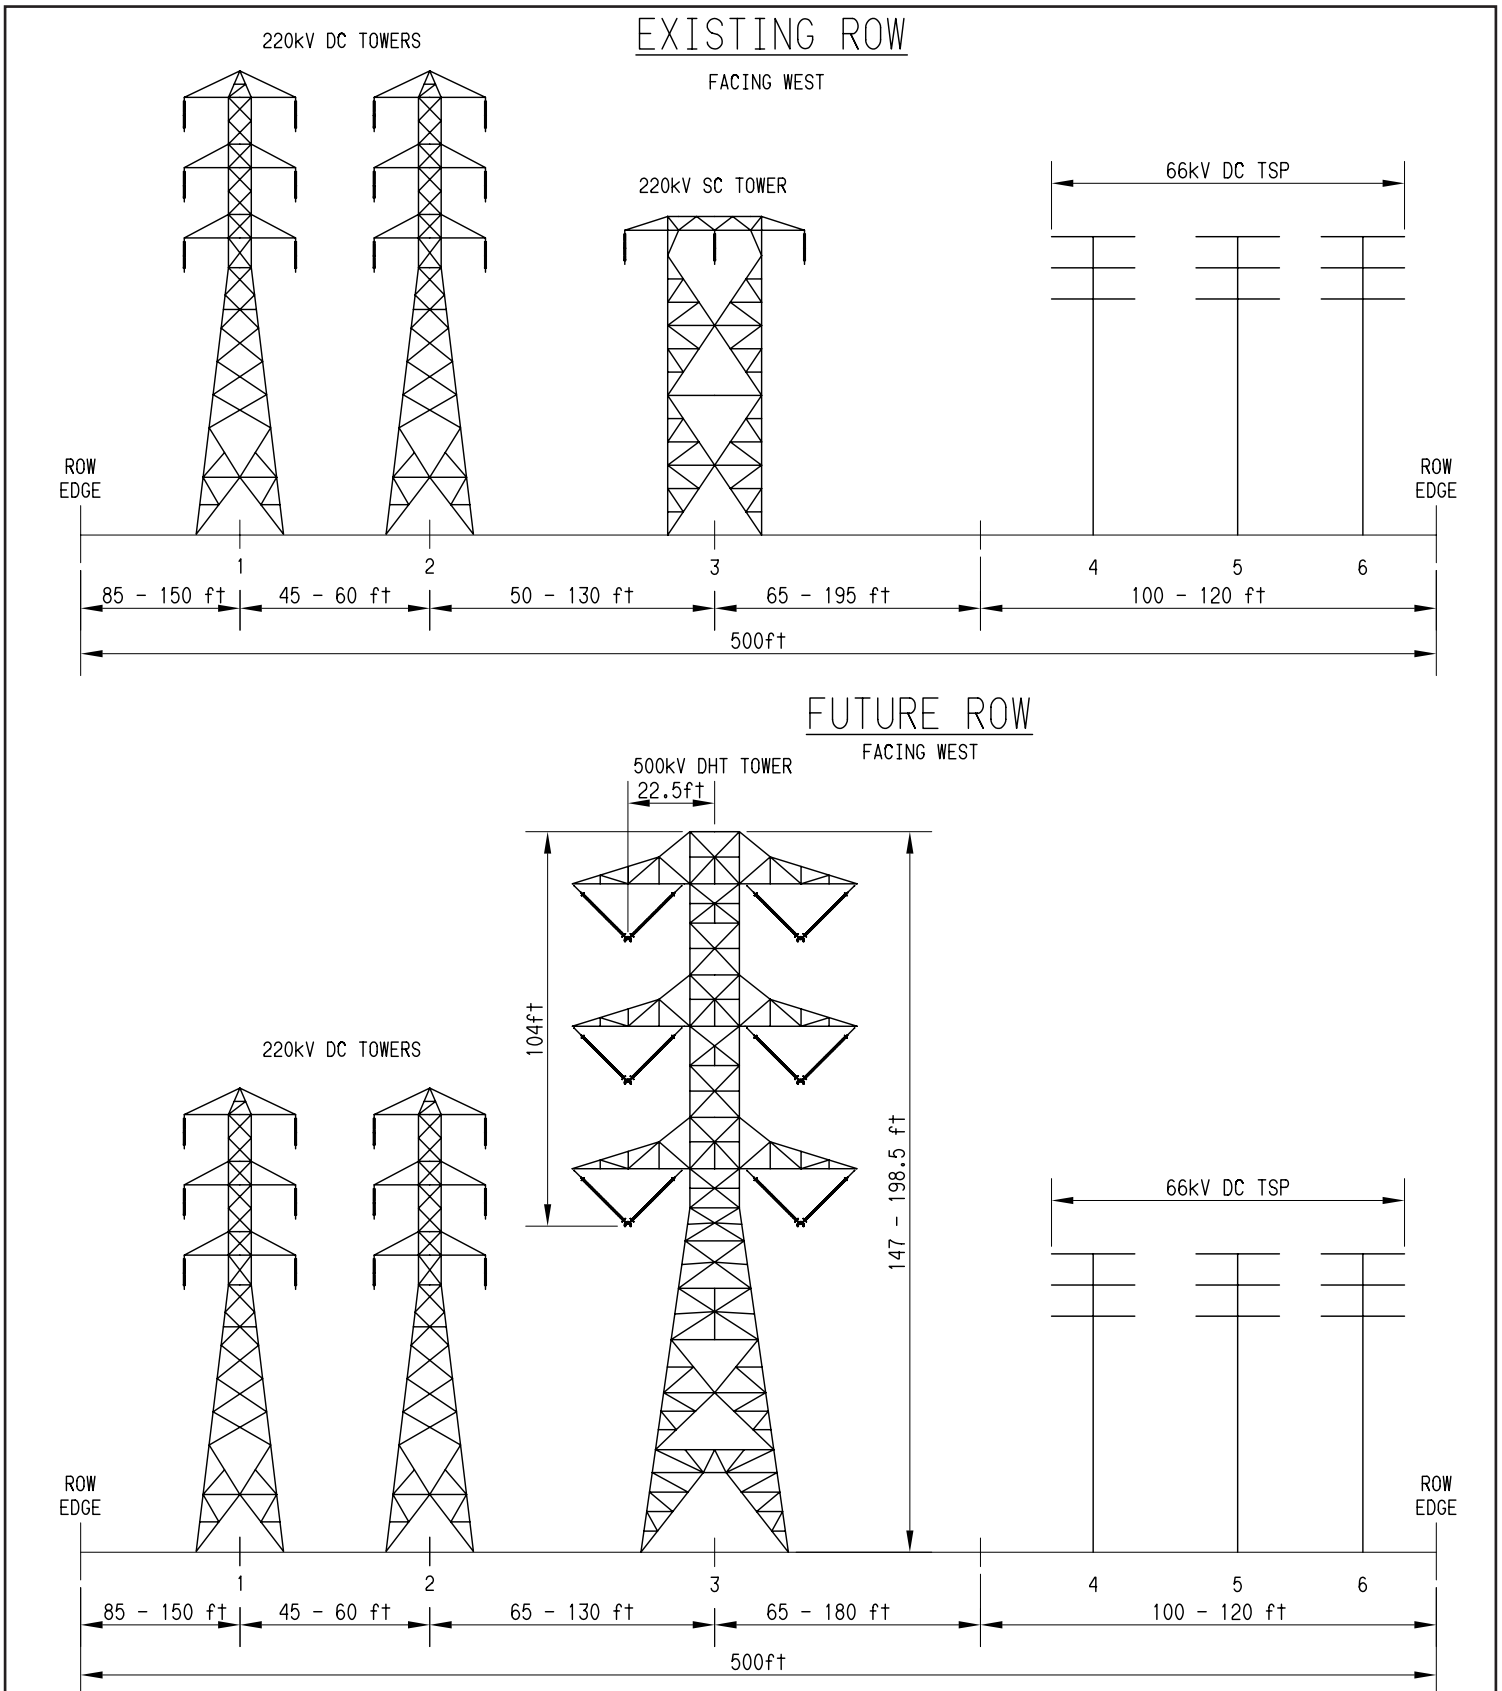 EXISTING ROW
220kV DC TOWERS
FACING WEST
66kV DC TSP
220kV SC TOWER
ROW
EDGE
ROW
EDGE
1 2 3 4 5 6
85 - 150 ft 45 - 60 ft 50 - 130 ft 65 - 195 ft 100 - 120 ft
500ft
FUTURE ROW
FACING WEST
500kV DHT TOWER
22.5ft
104ft
220kV DC TOWERS
147 - 198.5 ft
66kV DC TSP
ROW
EDGE
ROW
EDGE
1 2 3 4 5 6
85 - 150 ft 45 - 60 ft 65 - 130 ft 65 - 180 ft 100 - 120 ft
500ft